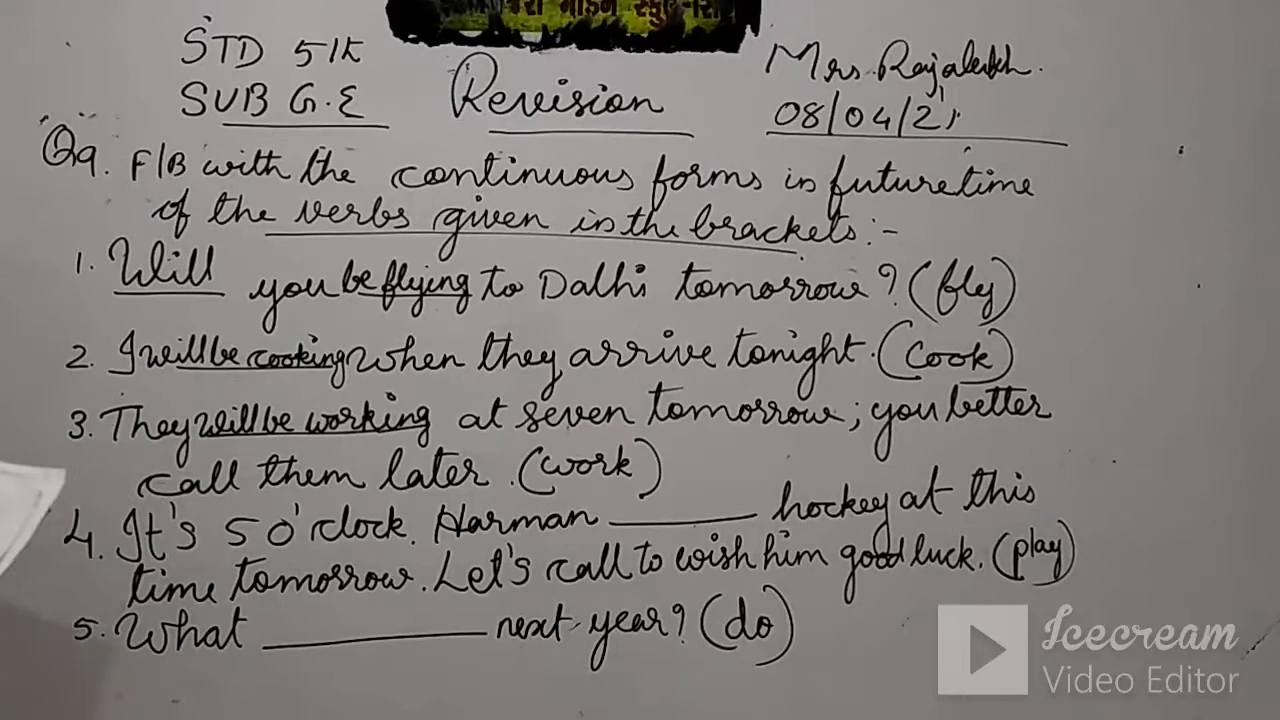 મોડર્ન સ્કુલ
STD 5th
SUB G.E
Revision
Mrs. Rajalekh.
08/04/21
Q9. F/B with the continuous forms in future time
of the verbs given in the brackets:-
1. Will you be flying to Dalhi tomorrow? (fly)
2. I will be cooking when they arrive tonight. (Cook)
3. They will be working at seven tomorrow; you better
call them later. (work)
4. It's 5 o'clock. Harman ______ hockey at this
time tomorrow. Let's call to wish him good luck. (play)
5. What ______ next year? (do)
Icecream
Video Editor